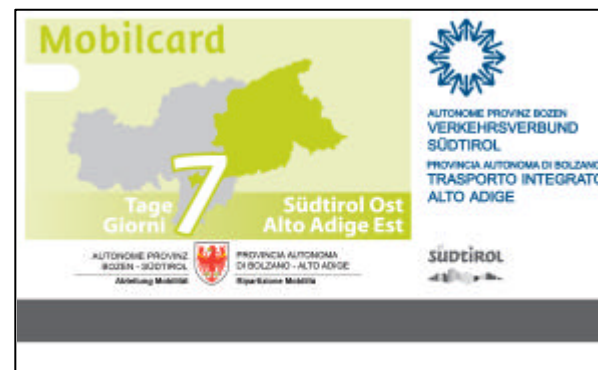 Mobilcard
7
Tage
Giorni
Südtirol Ost
Alto Adige Est
AUTONOME PROVINZ
BOZEN - SÜDTIROL
Abteilung Mobilität
PROVINCIA AUTONOMA
DI BOLZANO - ALTO ADIGE
Ripartizione Mobilità
AUTONOME PROVINZ BOZEN
VERKEHRSVERBUND
SÜDTIROL
PROVINCIA AUTONOMA DI BOLZANO
TRASPORTO INTEGRATO
ALTO ADIGE
SÜDTIROL